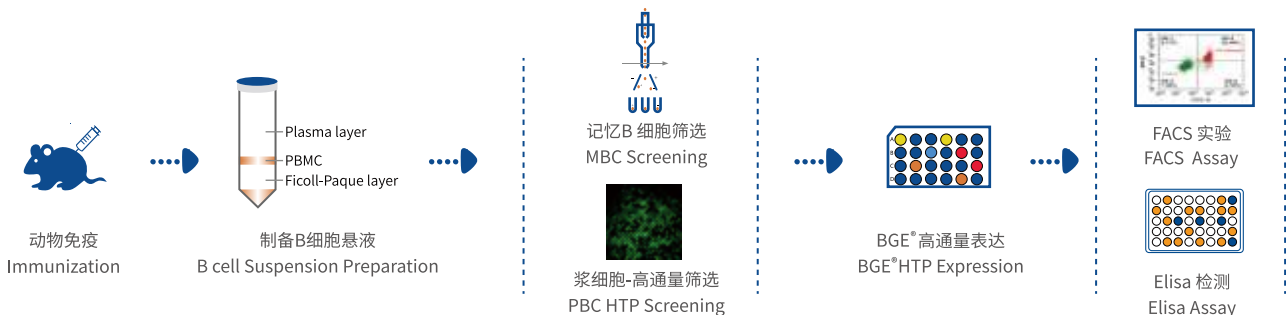 动物免疫
Immunization
Plasma layer
PBMC
Ficoll-Paque layer
制备B细胞悬液
B cell Suspension Preparation
记忆B 细胞筛选
MBC Screening
浆细胞-高通量筛选
PBC HTP Screening
A
B
C
D
BGE®高通量表达
BGE®HTP Expression
FACS 实验
FACS Assay
Elisa 检测
Elisa Assay